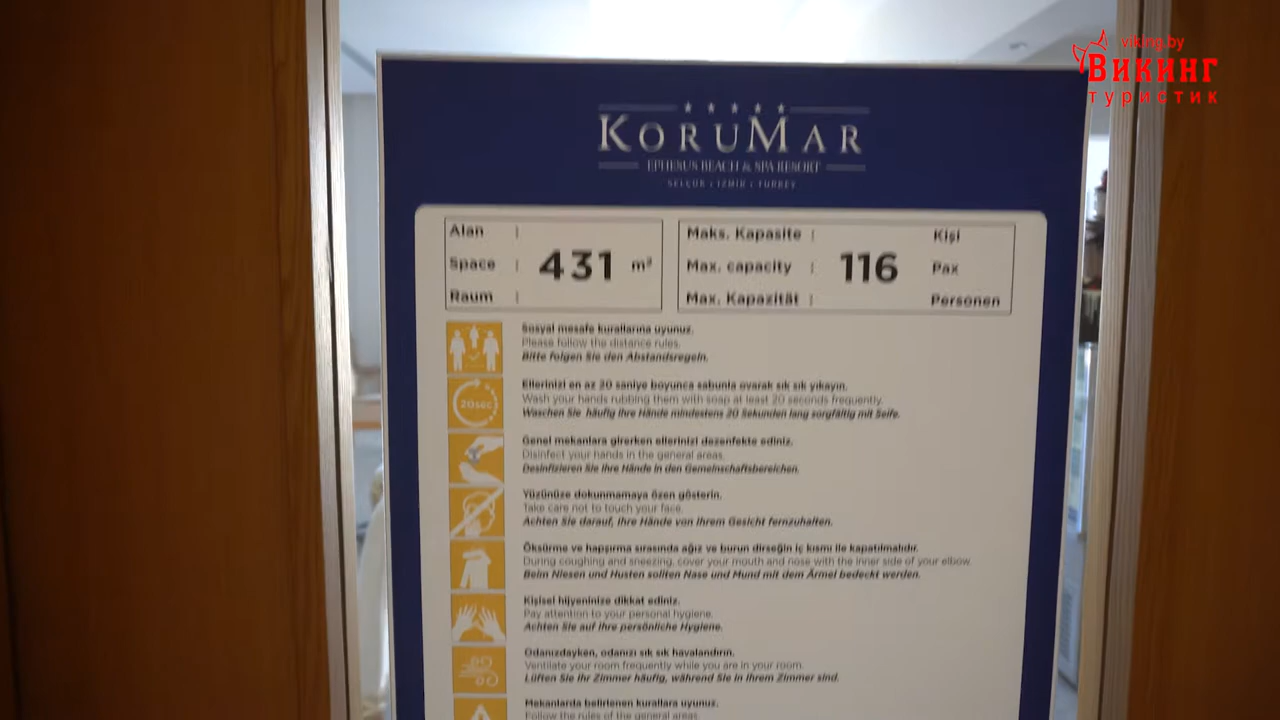 viking.by
Викинг
туристик
KORUMAR
EPHESUS BEACH & SPA RESORT
SELÇUK | IZMIR | TURKEY
Alan |
Space | 431 m²
Raum |
Maks. Kapasite | Kişi
Max. capacity | 116 Pax
Max. Kapazität | Personen
Sosyal mesafe kurallarına uyunuz.
Please follow the distance rules.
Bitte folgen Sie den Abstandsregeln.
20sec
Ellerinizi en az 20 saniye boyunca sabunla ovarak sık sık yıkayın.
Wash your hands rubbing them with soap at least 20 seconds frequently.
Waschen Sie häufig Ihre Hände mindestens 20 Sekunden lang sorgfältig mit Seife.
Genel mekanlara girerken ellerinizi dezenfekte ediniz.
Disinfect your hands in the general areas.
Desinfizieren Sie Ihre Hände in den Gemeinschaftsbereichen.
Yüzünüze dokunmamaya özen gösterin.
Take care not to touch your face.
Achten Sie darauf, Ihre Hände von Ihrem Gesicht fernzuhalten.
Öksürme ve hapşırma sırasında ağız ve burun dirseğin iç kısmı ile kapatılmalıdır.
During coughing and sneezing, cover your mouth and nose with the inner side of your elbow.
Beim Niesen und Husten sollten Nase und Mund mit dem Ärmel bedeckt werden.
Kişisel hijyeninize dikkat ediniz.
Pay attention to your personal hygiene.
Achten Sie auf Ihre persönliche Hygiene.
Odanızdayken, odanızı sık sık havalandırın.
Ventilate your room frequently while you are in your room.
Lüften Sie Ihr Zimmer häufig, während Sie in Ihrem Zimmer sind.
Mekanlarda belirtenen kurallara uyunuz.
Follow the rules of the general areas.